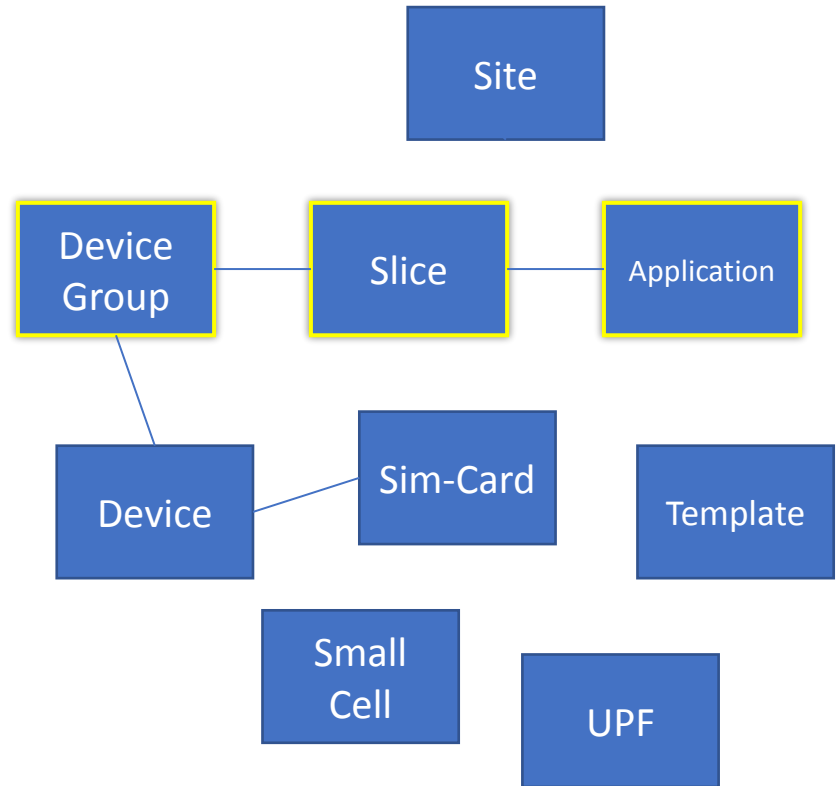 Site
Device
Group
Slice
Application
Sim-Card
Device
Template
Small
Cell
UPF